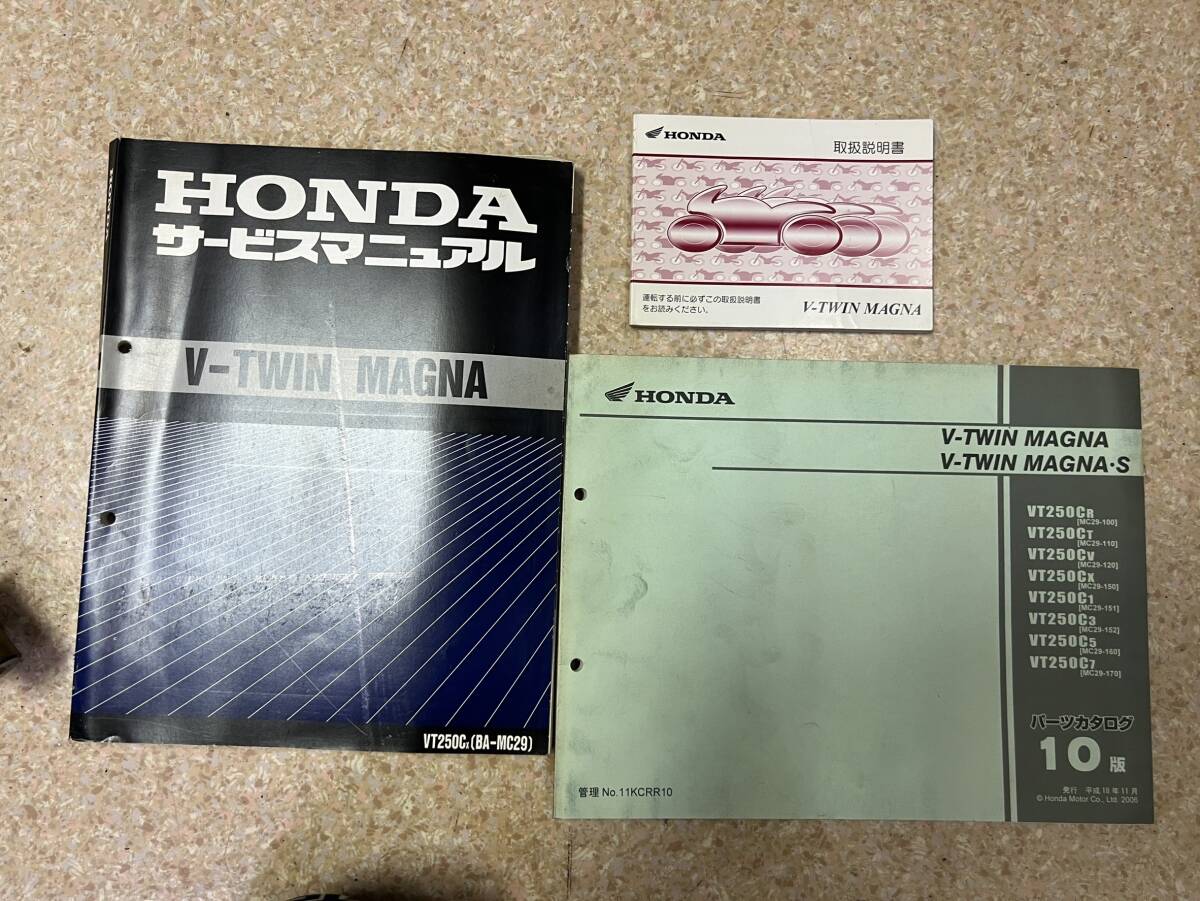 HONDA
サービスマニュアル
V-TWIN MAGNA
VT250Cx(BA-MC29)
HONDA
取扱説明書
運転する前に必ずこの取扱説明書
をお読みください。
V-TWIN MAGNA
HONDA
V-TWIN MAGNA
V-TWIN MAGNA・S
VT250CR
[MC29-100]
VT250CT
[MC29-110]
VT250CV
[MC29-120]
VT250CX
[MC29-150]
VT250C1
[MC29-151]
VT250C3
[MC29-152]
VT250C5
[MC29-160]
VT250C7
[MC29-170]
パーツカタログ
10版
発行 平成18年11月
© Honda Motor Co., Ltd. 2006
管理 No.11KCRR10